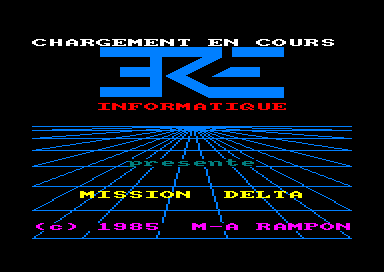 CHARGEMENT EN COURS
ERE
INFORMATIQUE
presente
MISSION DELTA
(c) 1985 M-A RAMPON